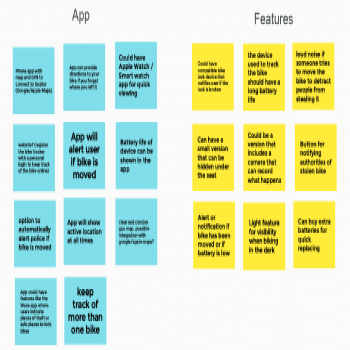 App
Features
Phone app with
map and GPS to
connect to tracker
(Google/Apple Maps)
App can provide
directions to your
bike if you forget
where you left it
Could have
Apple Watch /
Smart watch
app for quick
viewing
website? (register
the bike tracker
with a personal
login to keep track
of the bike online)
App will
alert user
if bike is
moved
Battery life of
device can be
shown in the
app
option to
automatically
alert police if
bike is moved
App will show
active location
at all times
clear and concise
gps map, possible
integration with
google/apple maps?
App could have
features like the
Waze app where
users indicate
places of theft or
safe places to lock
bikes
keep
track of
more than
one bike
Could have
compatible bike
lock device that
notifies user if the
lock is broken
the device
used to track
the bike
should have a
long battery
life
loud noise if
someone tries
to move the
bike to detract
people from
stealing it
Can have a
small version
that can be
hidden under
the seat
Could be a
version that
includes a
camera that
can record
what happens
Button for
notifying
authorities of
stolen bike
Alert or
notification if
bike has been
moved or if
battery is low
Light feature
for visibility
when biking
in the dark
Can buy extra
batteries for
quick
replacing